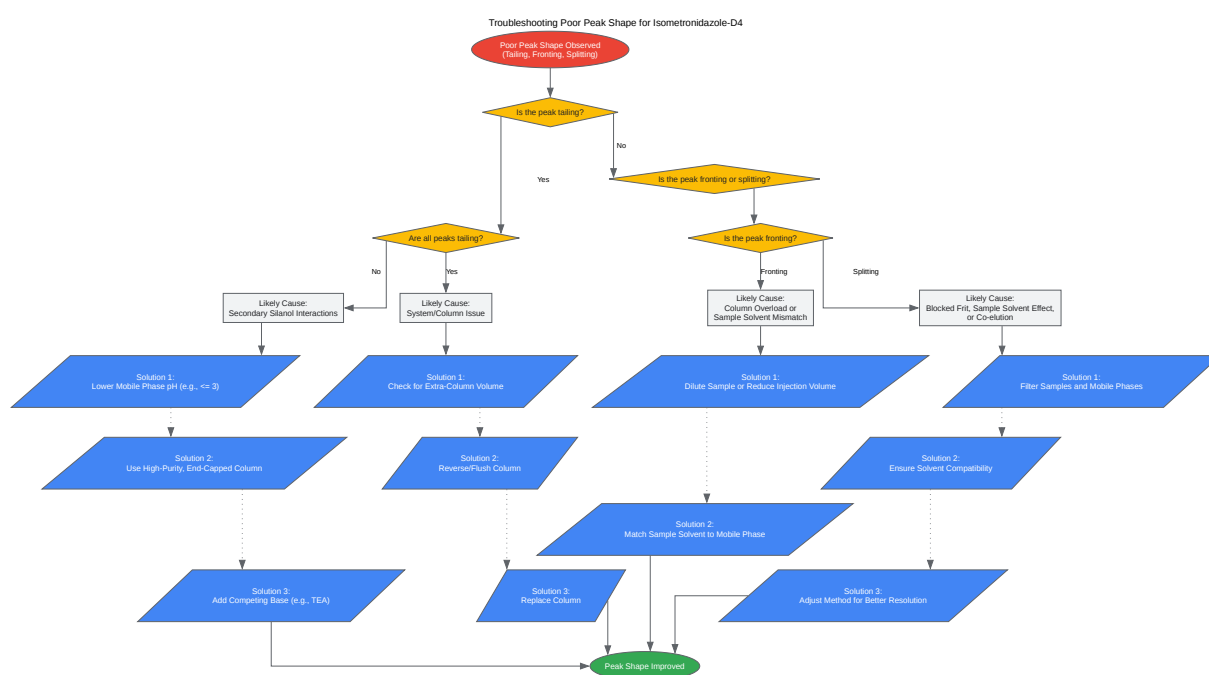 Troubleshooting Poor Peak Shape for Isometronidazole-D4
Poor Peak Shape Observed
(Tailing, Fronting, Splitting)
Is the peak tailing?
No
Yes
Is the peak fronting or splitting?
Are all peaks tailing?
Is the peak fronting?
No
Yes
Fronting
Splitting
Likely Cause:
Secondary Silanol Interactions
Likely Cause:
System/Column Issue
Likely Cause:
Column Overload or
Sample Solvent Mismatch
Likely Cause:
Blocked Frit, Sample Solvent Effect,
or Co-elution
Solution 1:
Lower Mobile Phase pH (e.g., <= 3)
Solution 1:
Check for Extra-Column Volume
Solution 1:
Dilute Sample or Reduce Injection Volume
Solution 1:
Filter Samples and Mobile Phases
Solution 2:
Use High-Purity, End-Capped Column
Solution 2:
Reverse/Flush Column
Solution 2:
Ensure Solvent Compatibility
Solution 2:
Match Sample Solvent to Mobile Phase
Solution 3:
Add Competing Base (e.g., TEA)
Solution 3:
Replace Column
Solution 3:
Adjust Method for Better Resolution
Peak Shape Improved